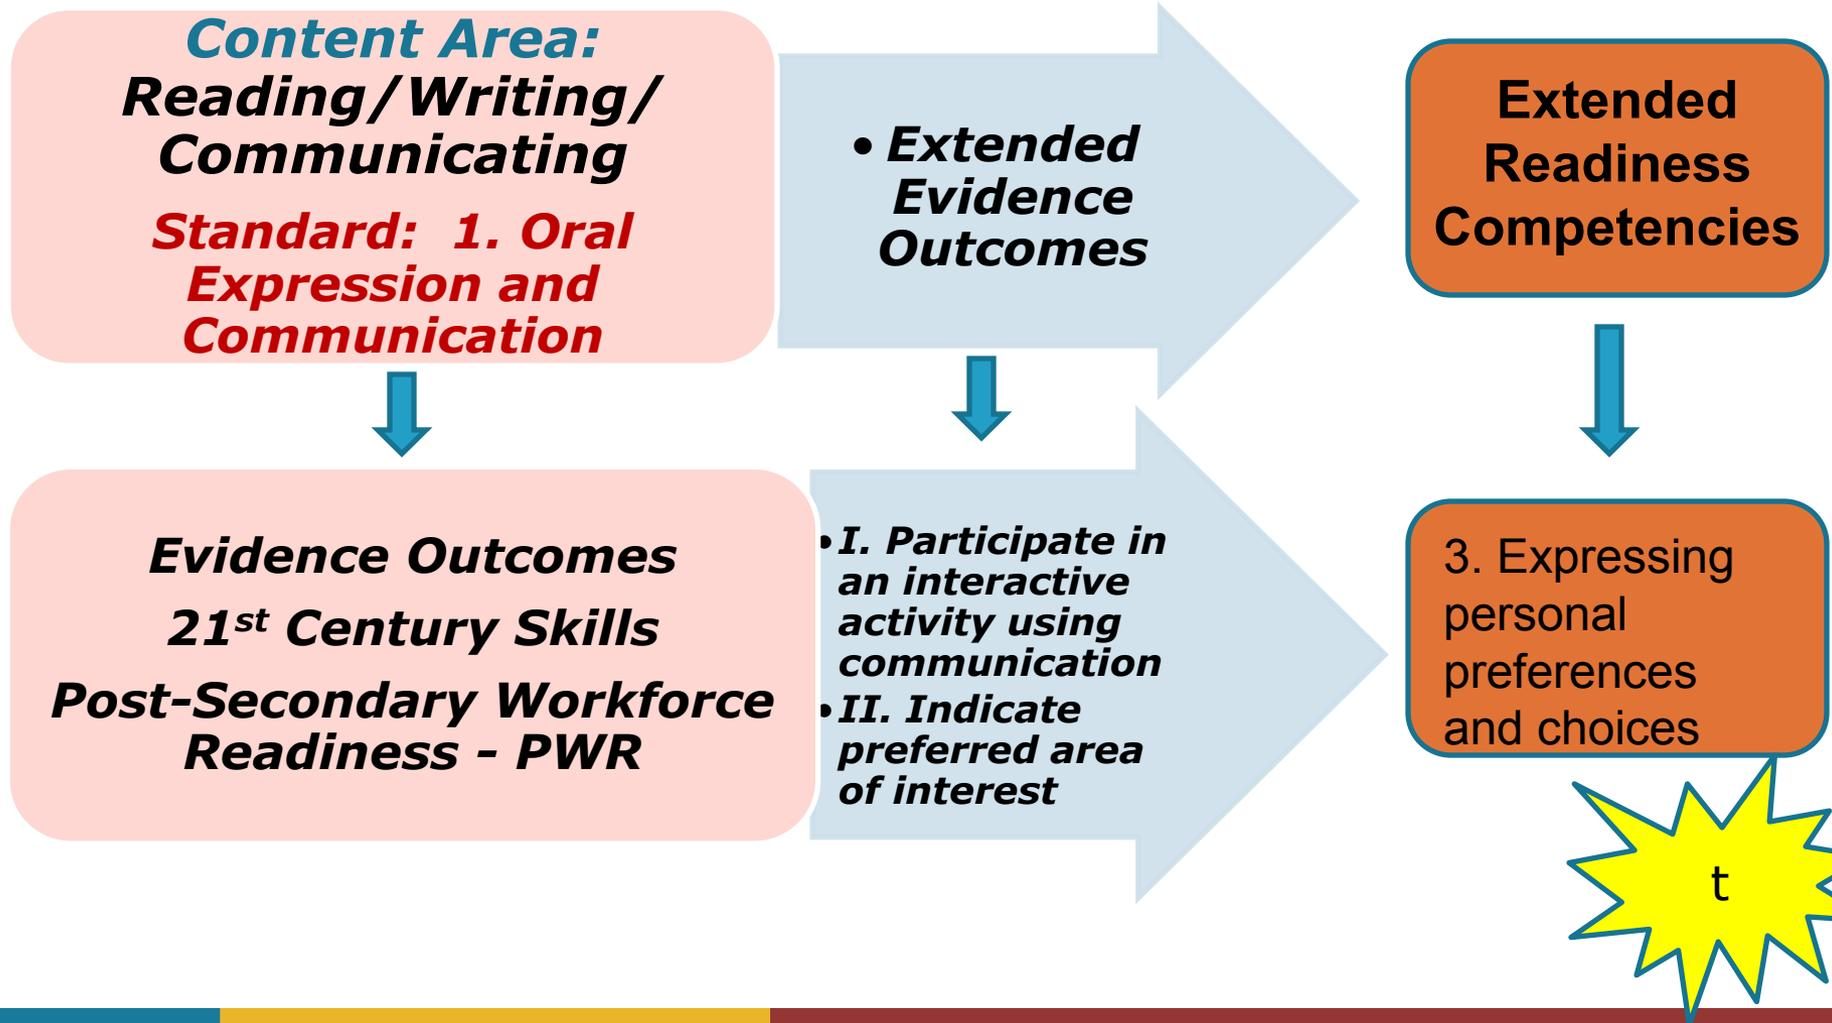 Content Area:
Reading/Writing/
Communicating
Standard:  1. Oral
Expression and
Communication
• Extended
Evidence
Outcomes
Extended
Readiness
Competencies
Evidence Outcomes
21st Century Skills
Post-Secondary Workforce
Readiness - PWR
• I. Participate in
an interactive
activity using
communication
• II. Indicate
preferred area
of interest
3. Expressing
personal
preferences
and choices
t